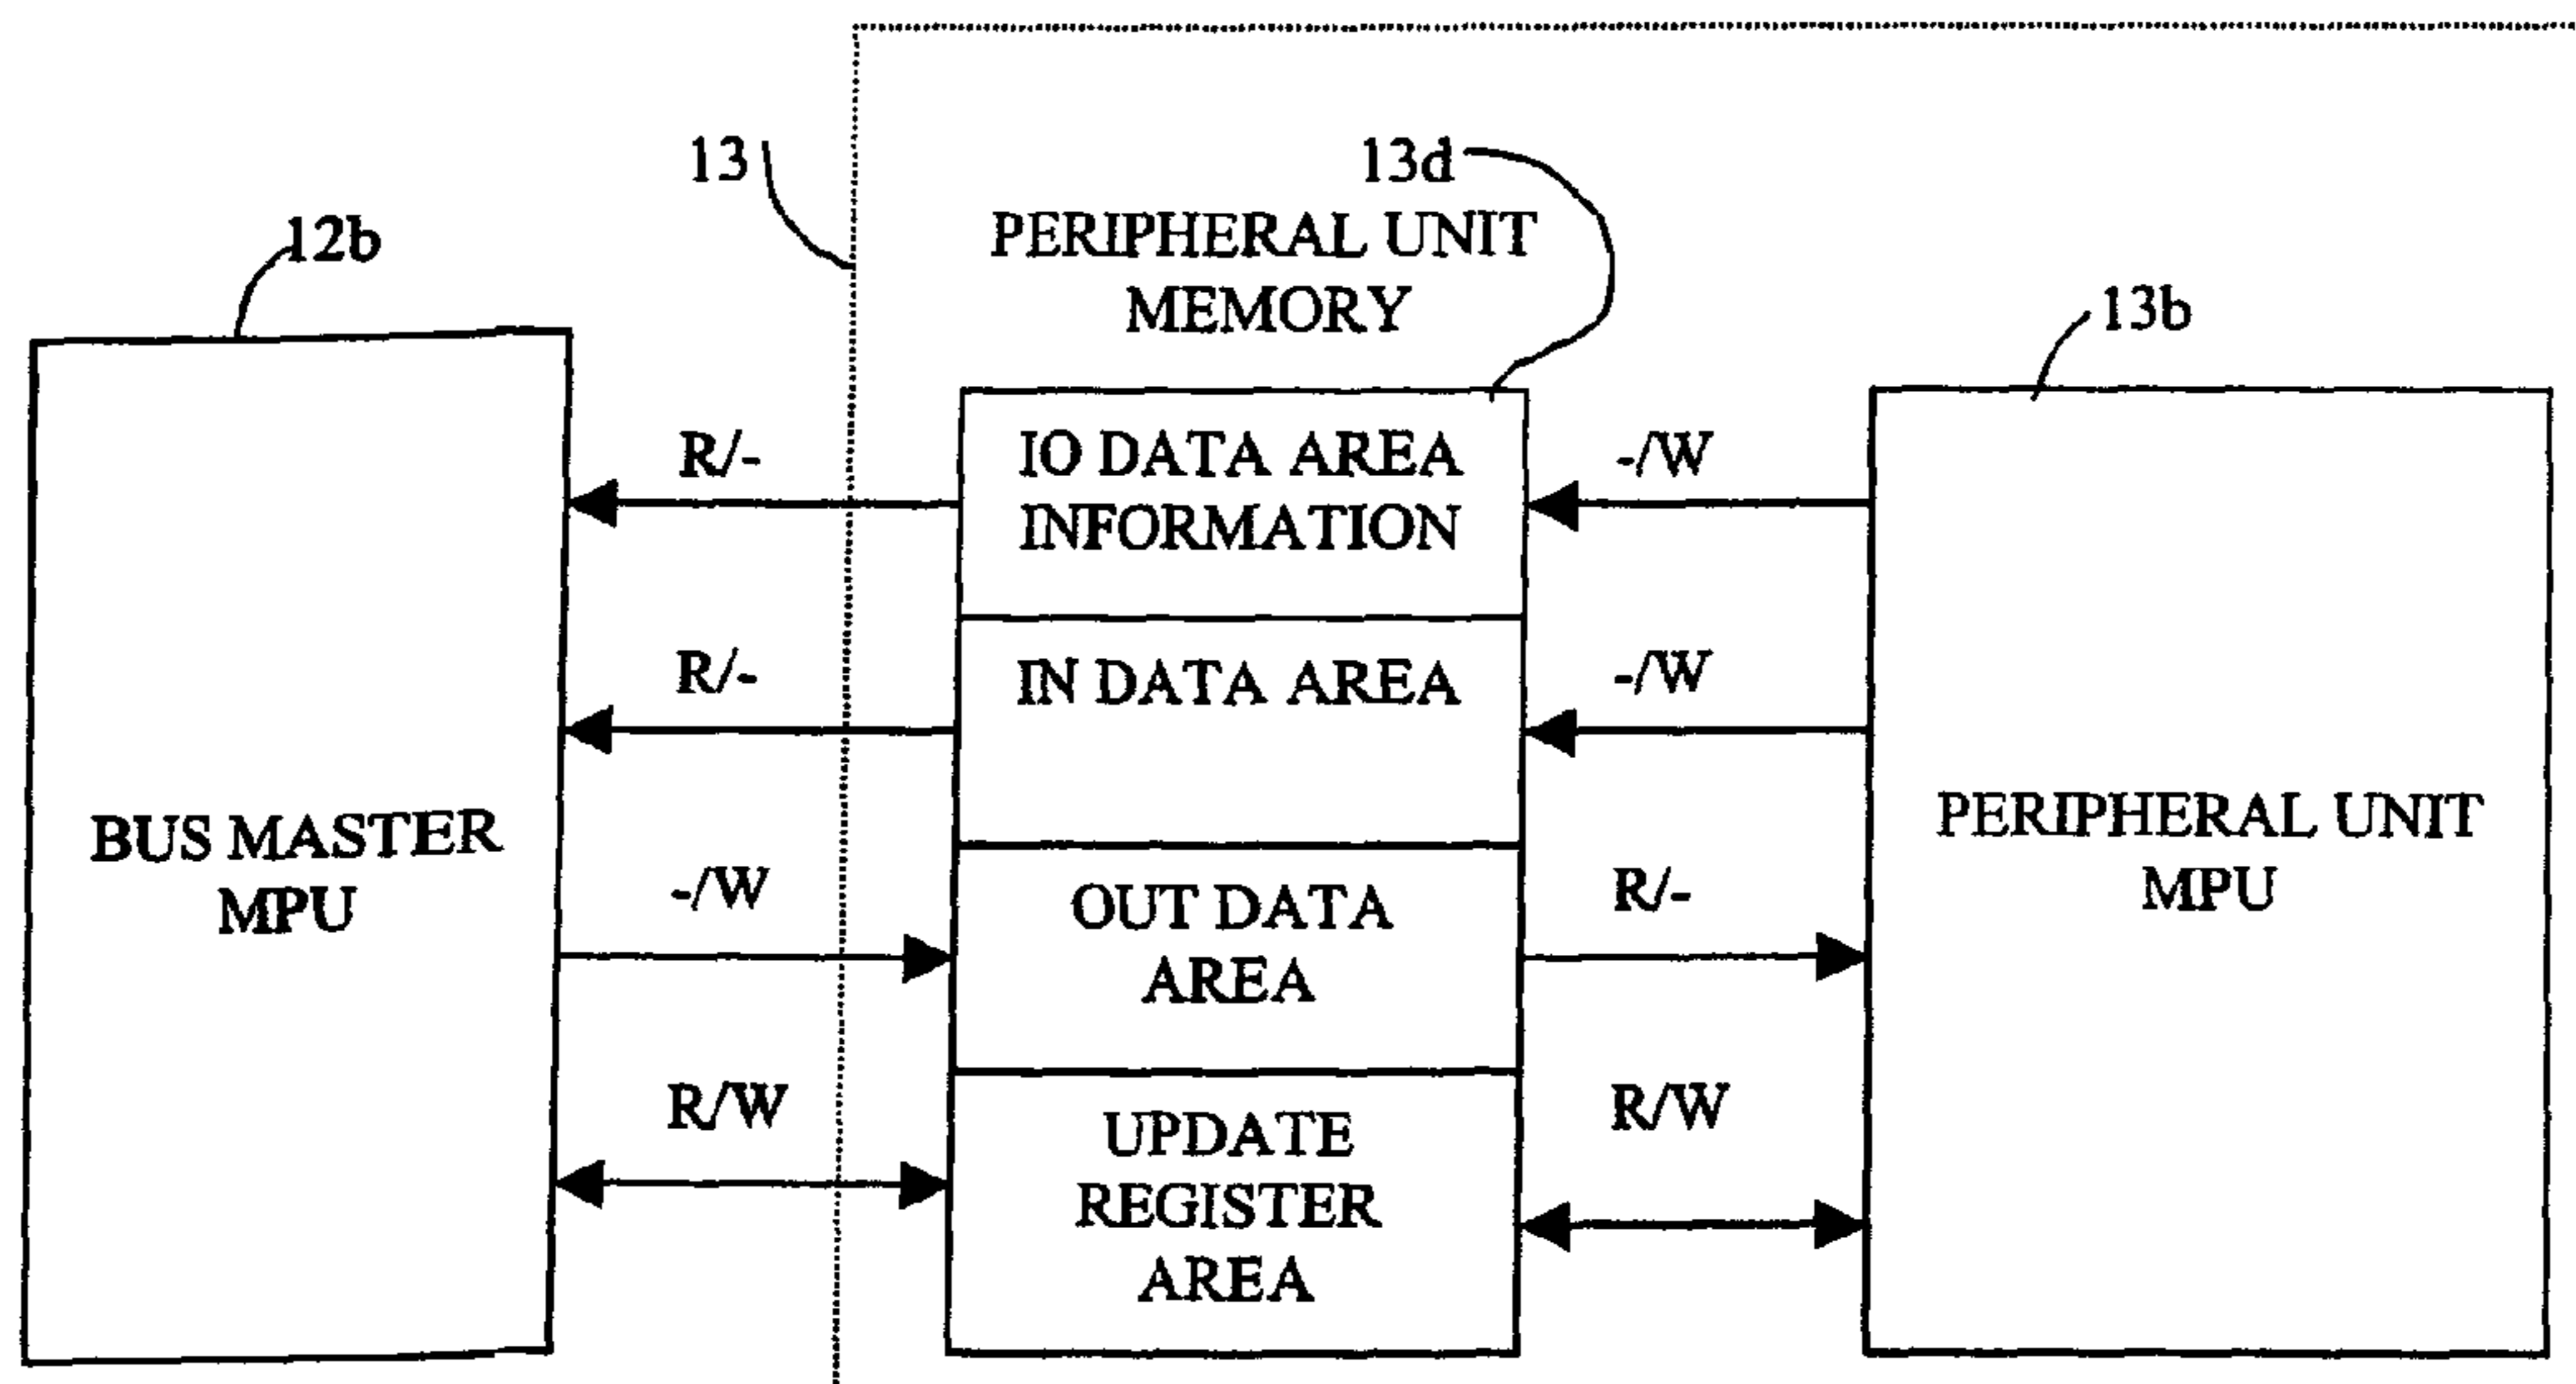 13
13d
12b
PERIPHERAL UNIT
MEMORY
13b
R/-
IO DATA AREA
INFORMATION
-/W
R/-
IN DATA AREA
-/W
BUS MASTER
MPU
-/W
OUT DATA
AREA
R/-
PERIPHERAL UNIT
MPU
R/W
UPDATE
REGISTER
AREA
R/W